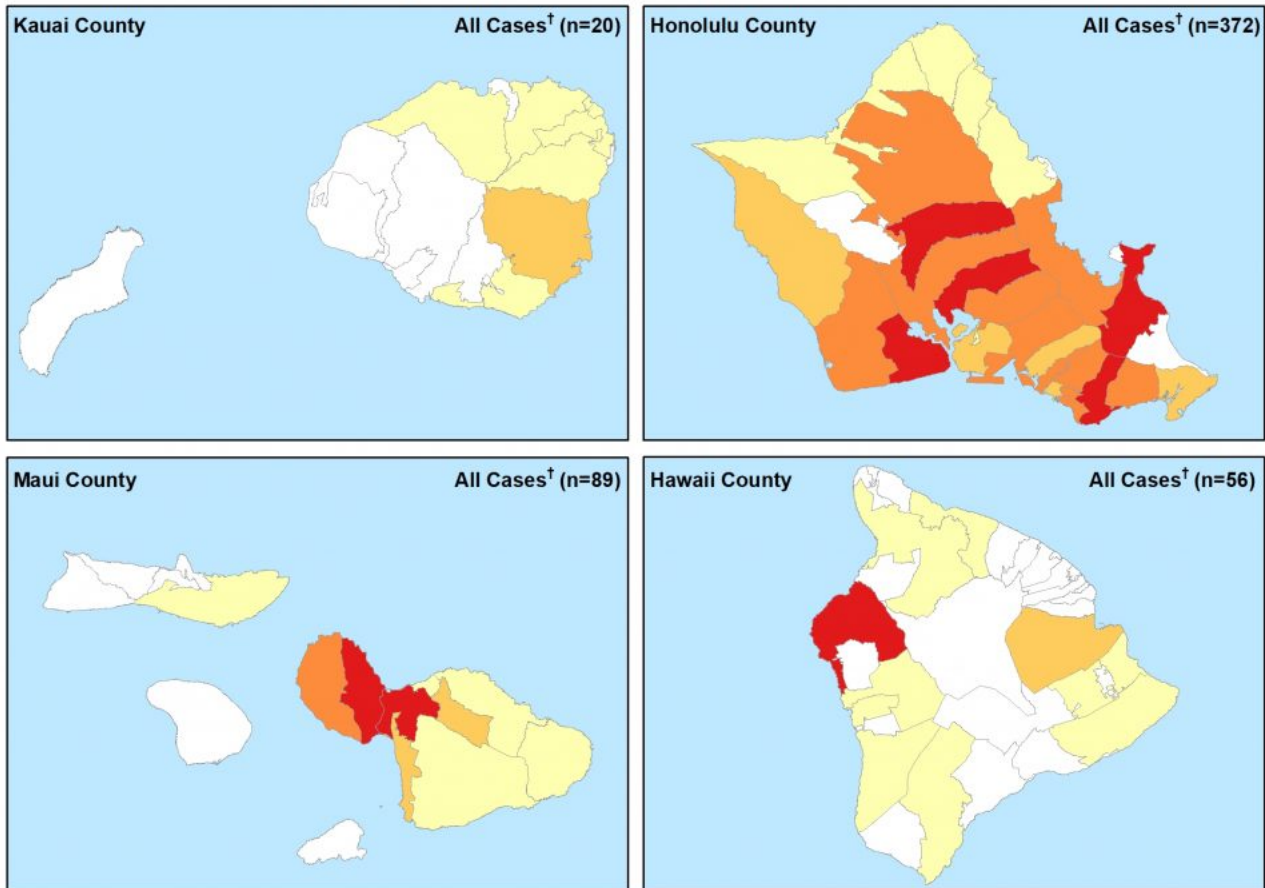 Kauai County All Cases† (n=20)
Honolulu County All Cases† (n=372)
Maui County All Cases† (n=89)
Hawaii County All Cases† (n=56)